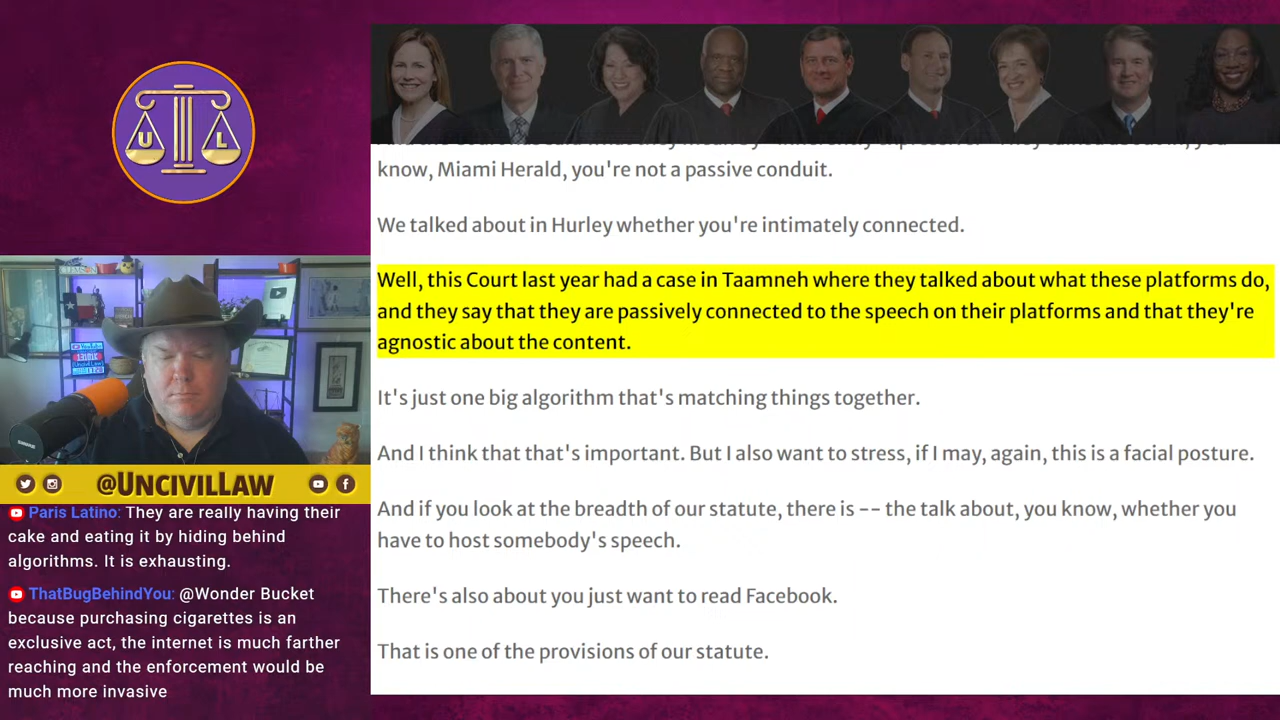 U L
know, Miami Herald, you're not a passive conduit.
We talked about in Hurley whether you're intimately connected.
Well, this Court last year had a case in Taamneh where they talked about what these platforms do,
and they say that they are passively connected to the speech on their platforms and that they're
agnostic about the content.
It's just one big algorithm that's matching things together.
And I think that that's important. But I also want to stress, if I may, again, this is a facial posture.
And if you look at the breadth of our statute, there is -- the talk about, you know, whether you
have to host somebody's speech.
There's also about you just want to read Facebook.
That is one of the provisions of our statute.
@UNCIVILLAW
Paris Latino: They are really having their
cake and eating it by hiding behind
algorithms. It is exhausting.
ThatBugBehindYou: @Wonder Bucket
because purchasing cigarettes is an
exclusive act, the internet is much farther
reaching and the enforcement would be
much more invasive